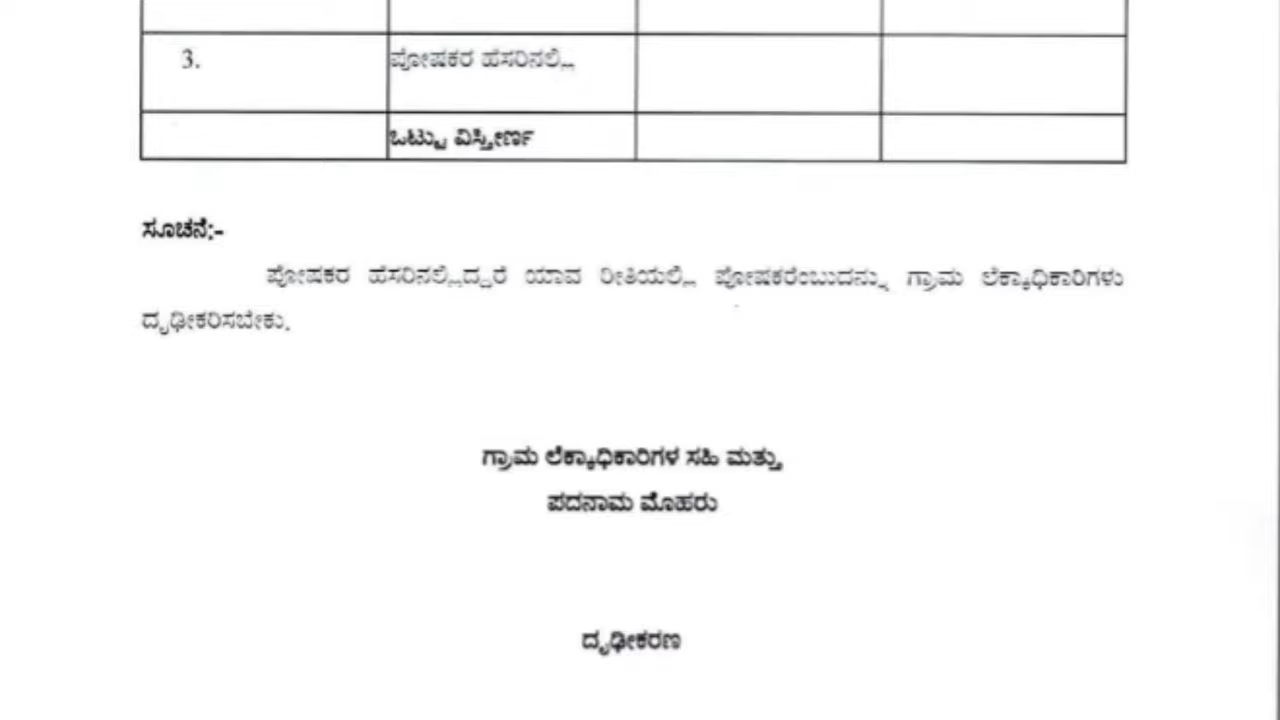 3. ಪೋಷಕರ ಹೆಸರಿನಲ್ಲಿ
ಒಟ್ಟು ವಿಸ್ತೀರ್ಣ
ಸೂಚನೆ:-
ಪೋಷಕರ ಹೆಸರಿನಲ್ಲಿದ್ದರೆ ಯಾವ ರೀತಿಯಲ್ಲಿ ಪೋಷಕರೆಂಬುದನ್ನು ಗ್ರಾಮ ಲೆಕ್ಕಾಧಿಕಾರಿಗಳು
ದೃಢೀಕರಿಸಬೇಕು.
ಗ್ರಾಮ ಲೆಕ್ಕಾಧಿಕಾರಿಗಳ ಸಹಿ ಮತ್ತು
ಪದನಾಮ ಮೊಹರು
ದೃಢೀಕರಣ